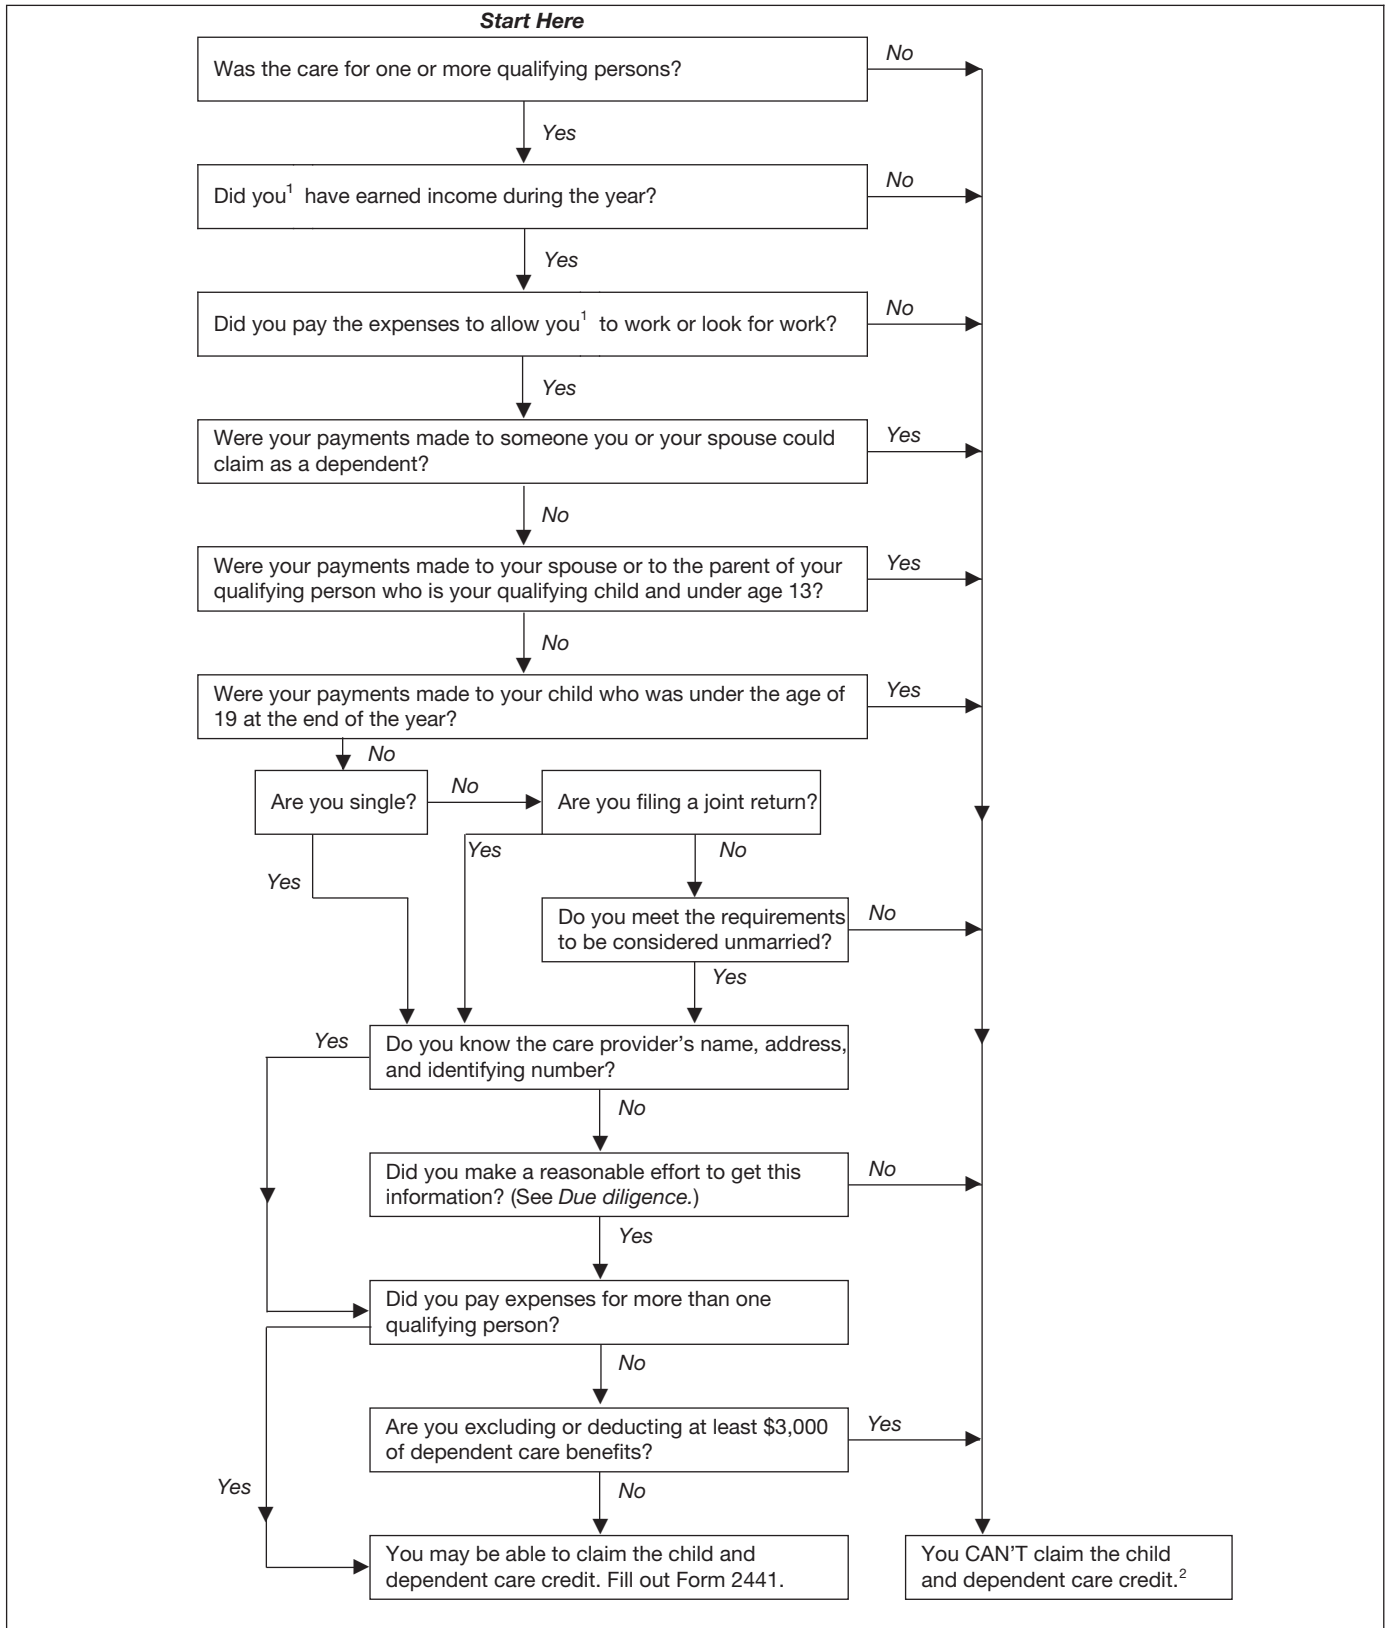 Start Here
Was the care for one or more qualifying persons?
No
Yes
Did you1 have earned income during the year?
No
Yes
Did you pay the expenses to allow you1 to work or look for work?
No
Yes
Were your payments made to someone you or your spouse could
claim as a dependent?
Yes
No
Were your payments made to your spouse or to the parent of your
qualifying person who is your qualifying child and under age 13?
Yes
No
Were your payments made to your child who was under the age of
19 at the end of the year?
Yes
No
Are you single?
No
Are you filing a joint return?
Yes
Yes
No
Do you meet the requirements
to be considered unmarried?
No
Yes
Do you know the care provider’s name, address,
and identifying number?
Yes
No
Did you make a reasonable effort to get this
information? (See Due diligence.)
No
Yes
Did you pay expenses for more than one
qualifying person?
No
Are you excluding or deducting at least $3,000
of dependent care benefits?
Yes
Yes
No
You may be able to claim the child and
dependent care credit. Fill out Form 2441.
You CAN’T claim the child
and dependent care credit.2